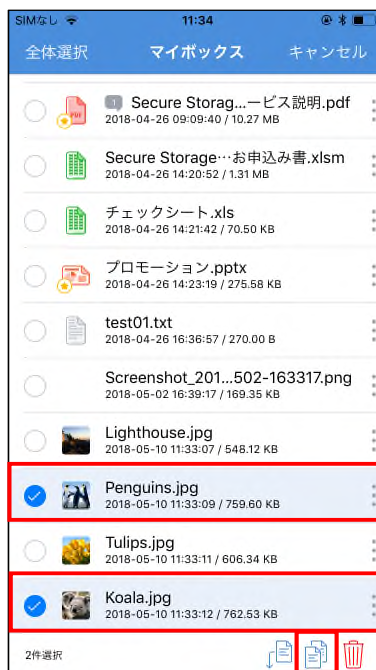 SIMなし 11:34
全体選択 マイボックス キャンセル
1 Secure Storag...ービス説明.pdf
PDF
2018-04-26 09:09:40 / 10.27 MB
Secure Storage…お申込み書.xlsm
2018-04-26 14:20:52 / 1.31 MB
チェックシート.xls
2018-04-26 14:21:42 / 70.50 KB
プロモーション.pptx
2018-04-26 14:23:19 / 275.58 KB
test01.txt
2018-04-26 16:36:57 / 270.00 B
Screenshot_201...502-163317.png
2018-05-02 16:39:17 / 169.35 KB
Lighthouse.jpg
2018-05-10 11:33:07 / 548.12 KB
Penguins.jpg
2018-05-10 11:33:09 / 759.60 KB
Tulips.jpg
2018-05-10 11:33:11 / 606.34 KB
Koala.jpg
2018-05-10 11:33:12 / 762.53 KB
2件選択